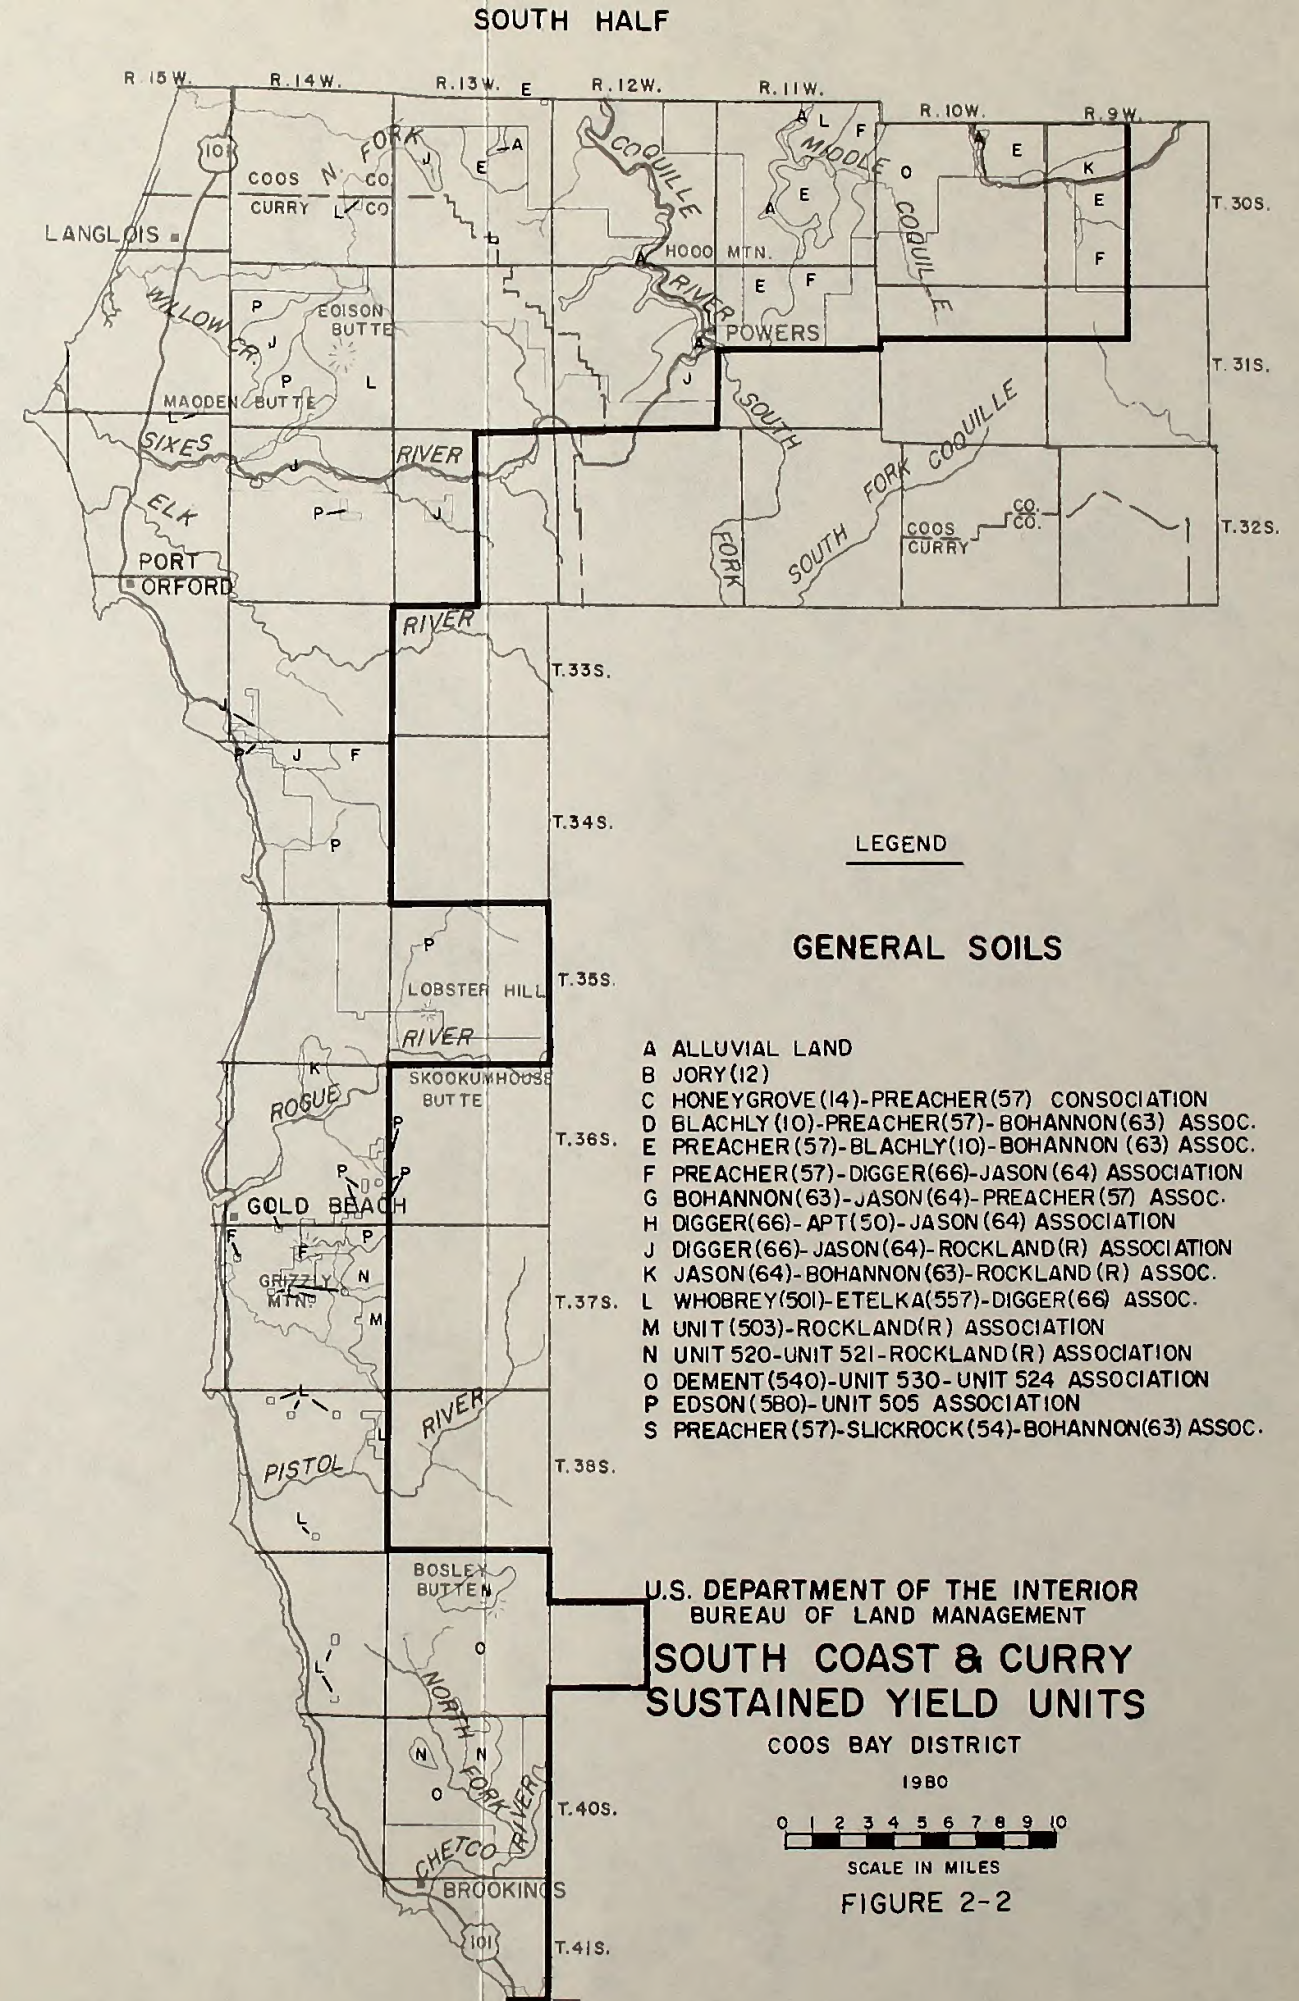 SOUTH HALF
R.15W. R.14W. R.13W. E R.12W. R.11W. R.10W. R.9W.
101
N. FORK
J
E
A
COQUILLE
A L F
MIDDLE
O
A
E
K
COOS CO.
CURRY CO.
L
E
A
E
T.30S.
LANGLOIS
L
A
HOOD MTN.
COQUILLE
F
WILLOW CR.
P
EDISON
BUTTE
RIVER
E F
POWERS
J
A
P
L
J
T.31S.
MADDEN BUTTE
L
SOUTH
SIXES
RIVER
J
SOUTH FORK COQUILLE
ELK
P
J
FORK
COOS CO.
CURRY CO.
T.32S.
PORT
ORFORD
RIVER
T.33S.
J
P
J F
T.34S.
P
LEGEND
GENERAL SOILS
P
LOBSTER HILL
T.35S.
RIVER
K
SKOOKUMHOUSE
BUTTE
ROGUE
P
T.36S.
P P
GOLD BEACH
F
F
P
GRIZZLY
MTN.
N
T.37S.
M
L
RIVER
L
PISTOL
T.38S.
L
A ALLUVIAL LAND
B JORY(12)
C HONEYGROVE(14)-PREACHER(57) CONSOCIATION
D BLACHLY(10)-PREACHER(57)-BOHANNON(63) ASSOC.
E PREACHER(57)-BLACHLY(10)-BOHANNON (63) ASSOC.
F PREACHER(57)-DIGGER(66)-JASON(64) ASSOCIATION
G BOHANNON(63)-JASON(64)-PREACHER(57) ASSOC.
H DIGGER(66)-APT(50)-JASON(64) ASSOCIATION
J DIGGER(66)-JASON(64)-ROCKLAND(R) ASSOCIATION
K JASON(64)-BOHANNON(63)-ROCKLAND(R) ASSOC.
L WHOBREY(501)-ETELKA(557)-DIGGER(66) ASSOC.
M UNIT(503)-ROCKLAND(R) ASSOCIATION
N UNIT 520-UNIT 521-ROCKLAND(R) ASSOCIATION
O DEMENT(540)-UNIT 530-UNIT 524 ASSOCIATION
P EDSON(580)-UNIT 505 ASSOCIATION
S PREACHER(57)-SLICKROCK(54)-BOHANNON(63) ASSOC.
BOSLEY
BUTTE
N
O
L
NORTH FORK
N
N
O
RIVER
T.40S.
CHETCO
BROOKINGS
101
T.41S.
U.S. DEPARTMENT OF THE INTERIOR
BUREAU OF LAND MANAGEMENT
SOUTH COAST & CURRY
SUSTAINED YIELD UNITS
COOS BAY DISTRICT
1980
0 1 2 3 4 5 6 7 8 9 10
SCALE IN MILES
FIGURE 2-2